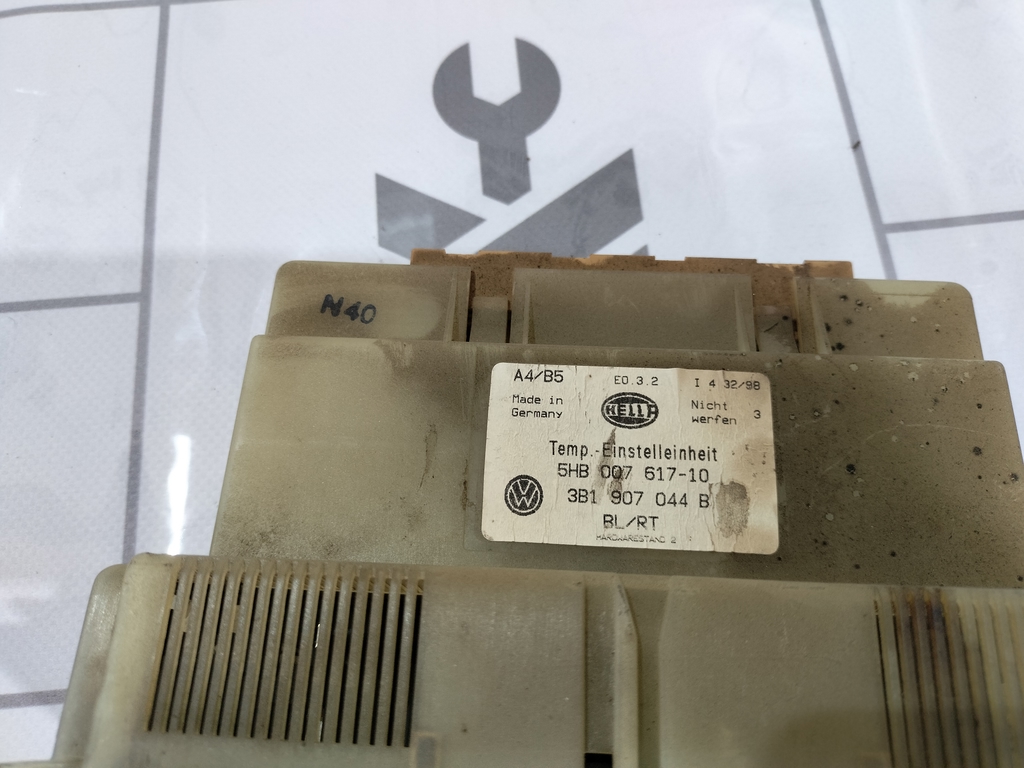 N40
A4/B5 E0.3.2 I 4 32/98
Made in HELLA Nicht 3
Germany werfen
Temp.-Einstelleinheit
5HB 007 617-10
VW 3B1 907 044 B
BL/RT
HARDWARESTAND 2